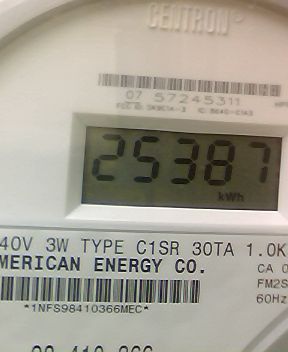 CENTRON®
07 57245311
25387
kWh
40V 3W TYPE C1SR 30TA 1.0K
MERICAN ENERGY CO.
CA 0
FM2S
60Hz
*1NFS98410366MEC*